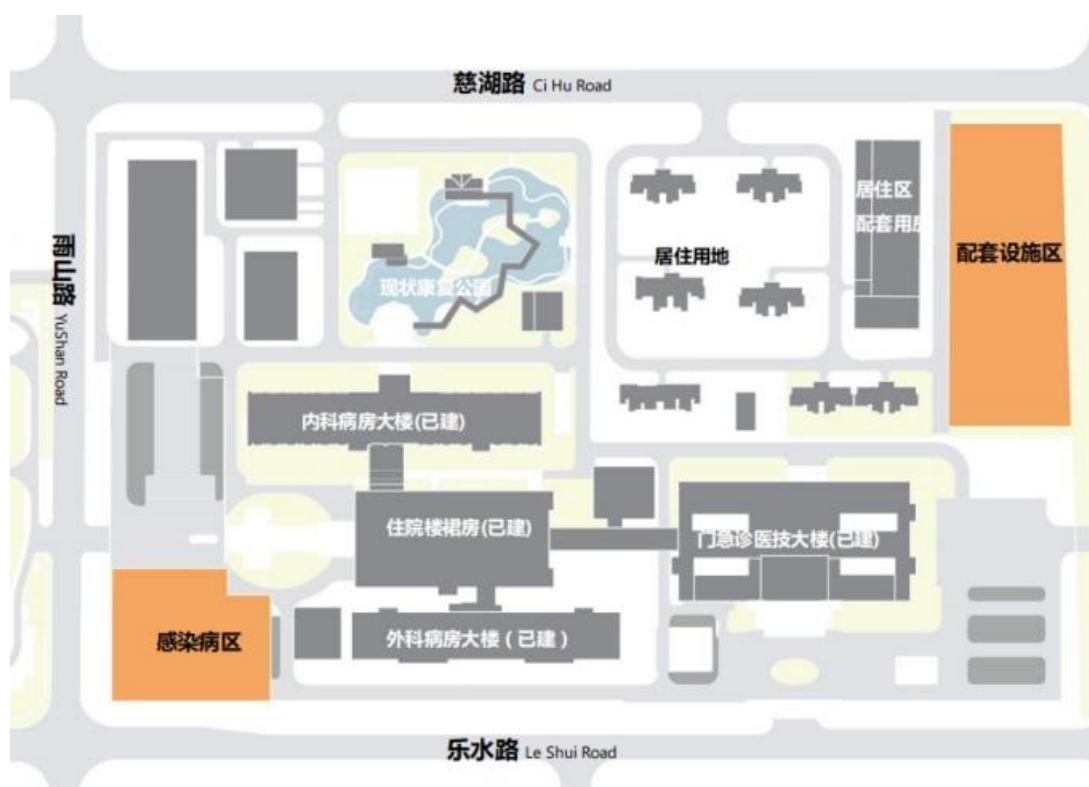 慈湖路 Ci Hu Road
雨山路 YuShan Road
居住区
配套用房
配套设施区
居住用地
现状康复公园
内科病房大楼(已建)
住院楼裙房(已建)
门急诊医技大楼(已建)
感染病区
外科病房大楼（已建）
乐水路 Le Shui Road